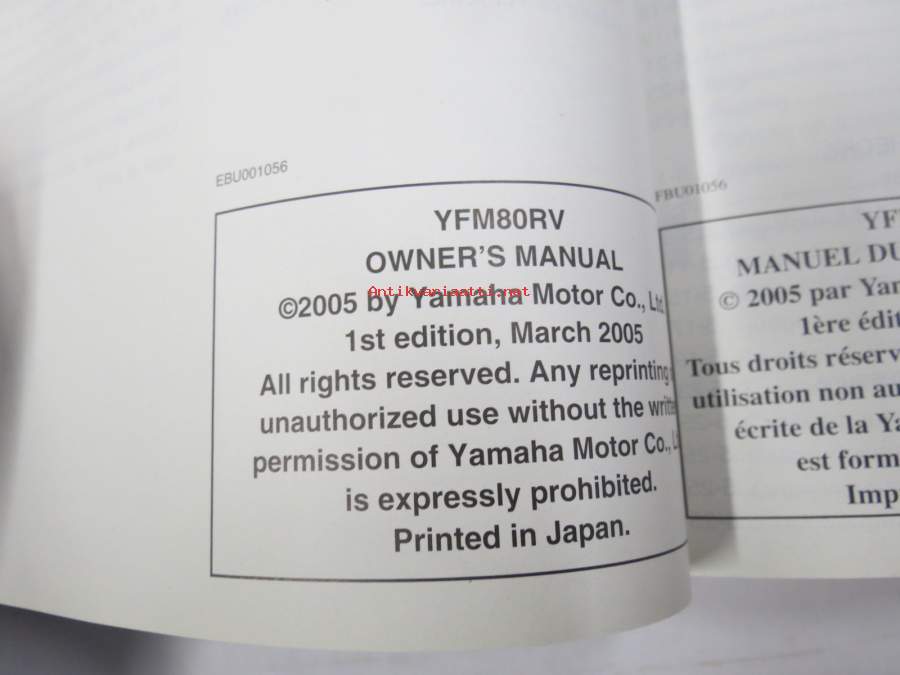 EBU001056
YFM80RV
OWNER'S MANUAL
©2005 by Yamaha Motor Co., Ltd
1st edition, March 2005
All rights reserved. Any reprinting
unauthorized use without the
permission of Yamaha Motor Co.,
is expressly prohibited.
Printed in Japan.
Antikvariaatti.net
FBU01056
YF
MANUEL DU
© 2005 par Yam
1ère édit
Tous droits réserv
utilisation non au
écrite de la Ya
est form
Imp